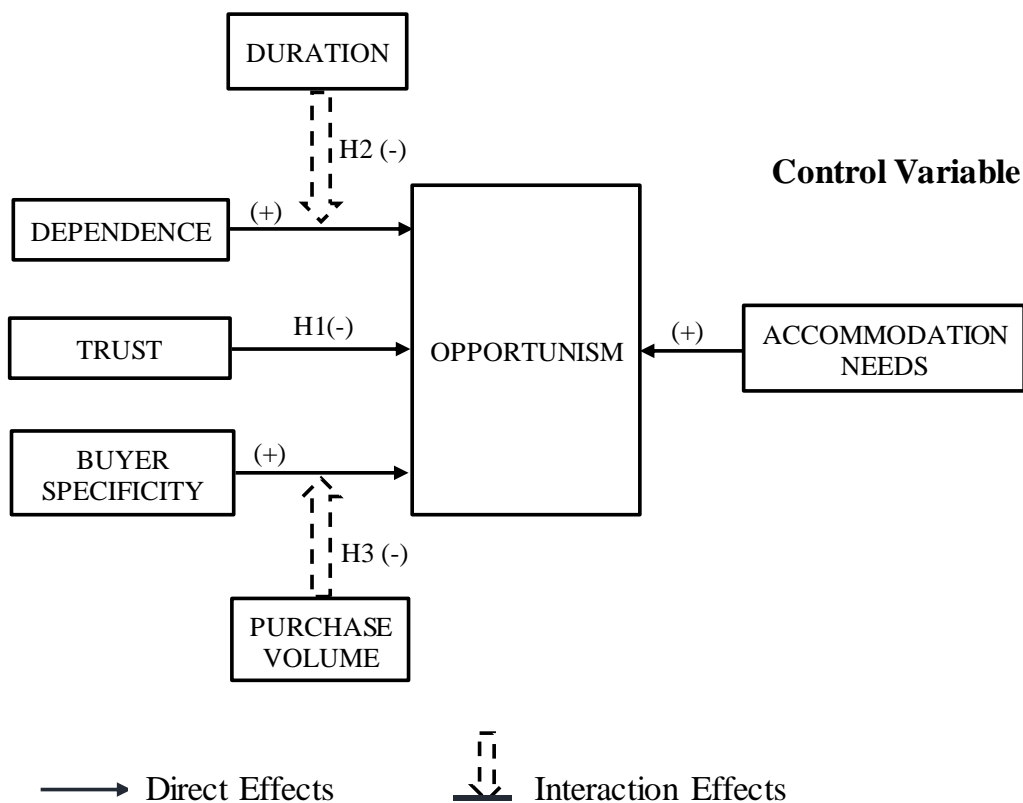 DURATION
H2 (-)
Control Variable
(+)
DEPENDENCE
H1(-)
TRUST
OPPORTUNISM
(+)
ACCOMMODATION
NEEDS
(+)
BUYER
SPECIFICITY
H3 (-)
PURCHASE
VOLUME
Direct Effects
Interaction Effects